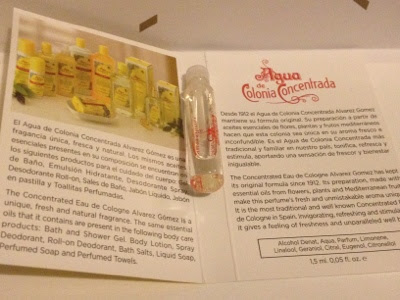 El Agua de Colonia Concentrada Alvarez Gómez es una
fragancia única, fresca y natural. Los mismos aceites
esenciales presentes en su composición se encuentran
los siguientes productos para el cuidado corporal:
de Baño, Emulsión Hidratante, Desodorante Spray,
Desodorante Roll-on, Sales de Baño, Jabón Líquido, Jabón
en pastilla y Toallitas Perfumadas.
The Concentrated Eau de Cologne Alvarez Gómez is a
unique, fresh and natural fragrance. The same essential
oils that it contains are present in the following body care
products: Bath and Shower Gel, Body Lotion, Spray
Deodorant, Roll-on Deodorant, Bath Salts, Liquid Soap,
Perfumed Soap and Perfumed Towels.
Agua
de
Colonia Concentrada
Desde 1912 el Agua de Colonia Concentrada Alvarez Gómez
mantiene su fórmula original. Su preparación a partir de
aceites esenciales de flores, plantas y frutos mediterráneos
hacen que esta colonia sea única en su aroma fresco e
inconfundible. Es el Agua de Colonia Concentrada más
tradicional y familiar en nuestro país, tonifica, refresca y
estimula, aportando una sensación de frescor y bienestar
inigualable.
The Concentrated Eau de Cologne Alvarez Gómez has kept
its original formula since 1912. Its preparation, made with
essential oils from flowers, plants and Mediterranean fruits
make this perfume's fresh and unmistakable aroma unique.
It is the most traditional and well known Concentrated Eau
de Cologne in Spain, invigorating, refreshing and stimulating
it gives a feeling of freshness and unparalleled well
Alcohol Denat, Aqua, Parfum, Limonene,
Linalool, Geraniol, Citral, Eugenol, Citronellol
1,5 ml. 0,05 fl. oz. e